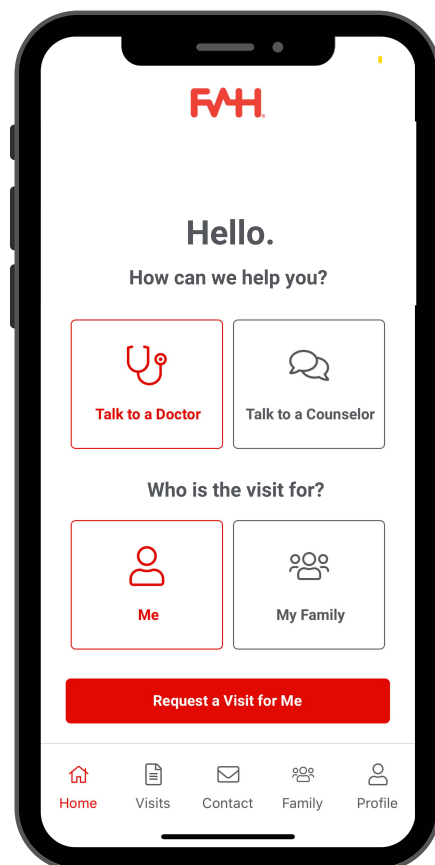 FAH
Hello.
How can we help you?
Talk to a Doctor
Talk to a Counselor
Who is the visit for?
Me
My Family
Request a Visit for Me
Home
Visits
Contact
Family
Profile